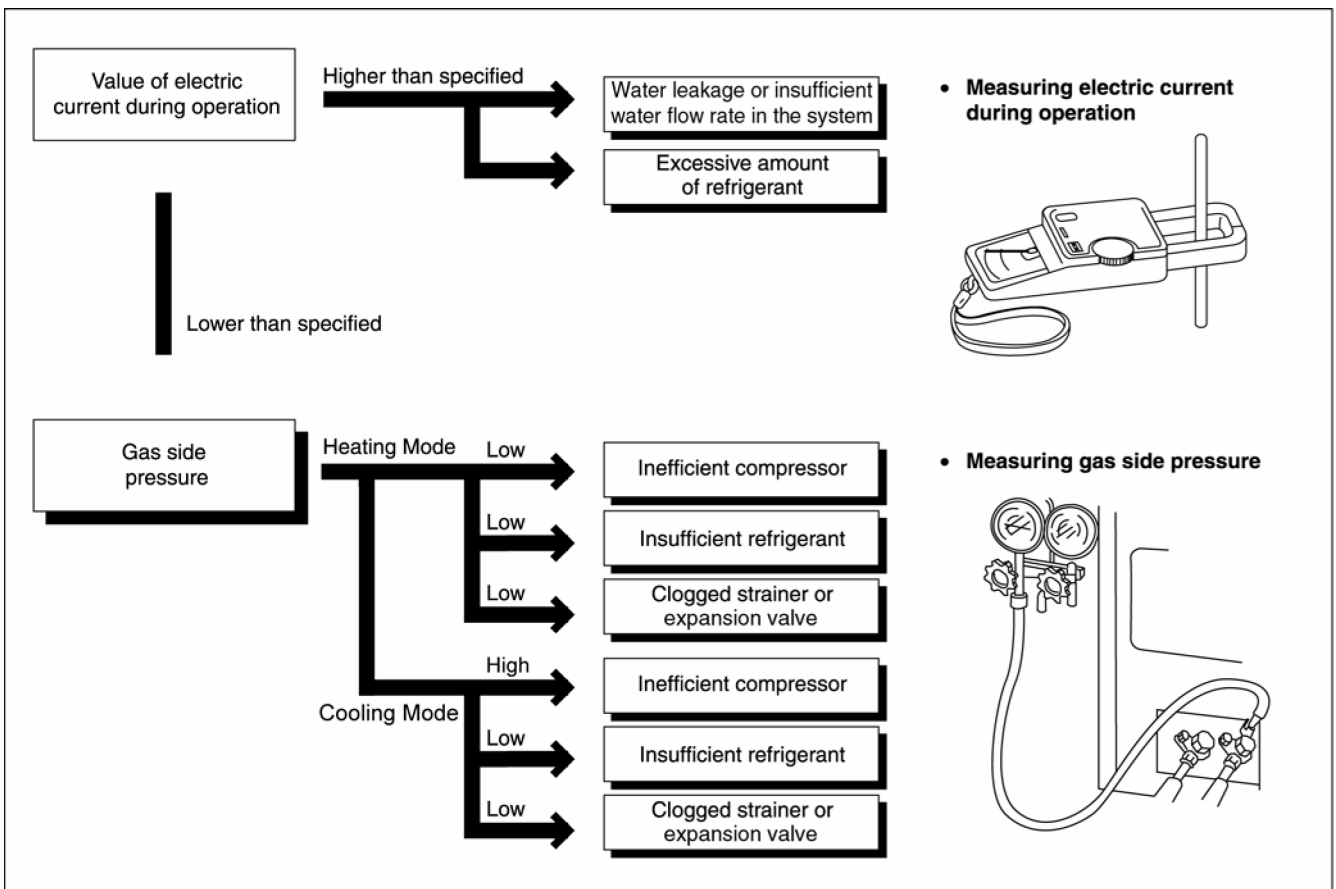 Value of electric
current during operation
Higher than specified
Water leakage or insufficient
water flow rate in the system
Excessive amount
of refrigerant
• Measuring electric current
during operation
Lower than specified
Gas side
pressure
Heating Mode
Low
Inefficient compressor
Low
Insufficient refrigerant
Low
Clogged strainer or
expansion valve
Cooling Mode
High
Inefficient compressor
Low
Insufficient refrigerant
Low
Clogged strainer or
expansion valve
• Measuring gas side pressure